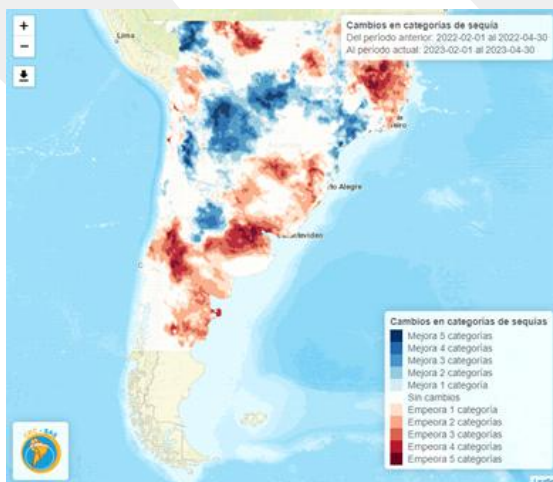 +
−
Lima
Cambios en categorías de sequía
Del período anterior: 2022-02-01 al 2022-04-30
Al período actual: 2023-02-01 al 2023-04-30
Alegre
Cambios en categorías de sequías
Mejora 5 categorías
Mejora 4 categorías
Mejora 3 categorías
Mejora 2 categorías
Mejora 1 categoría
Sin cambios
Empeora 1 categoría
Empeora 2 categorías
Empeora 3 categorías
Empeora 4 categorías
Empeora 5 categorías